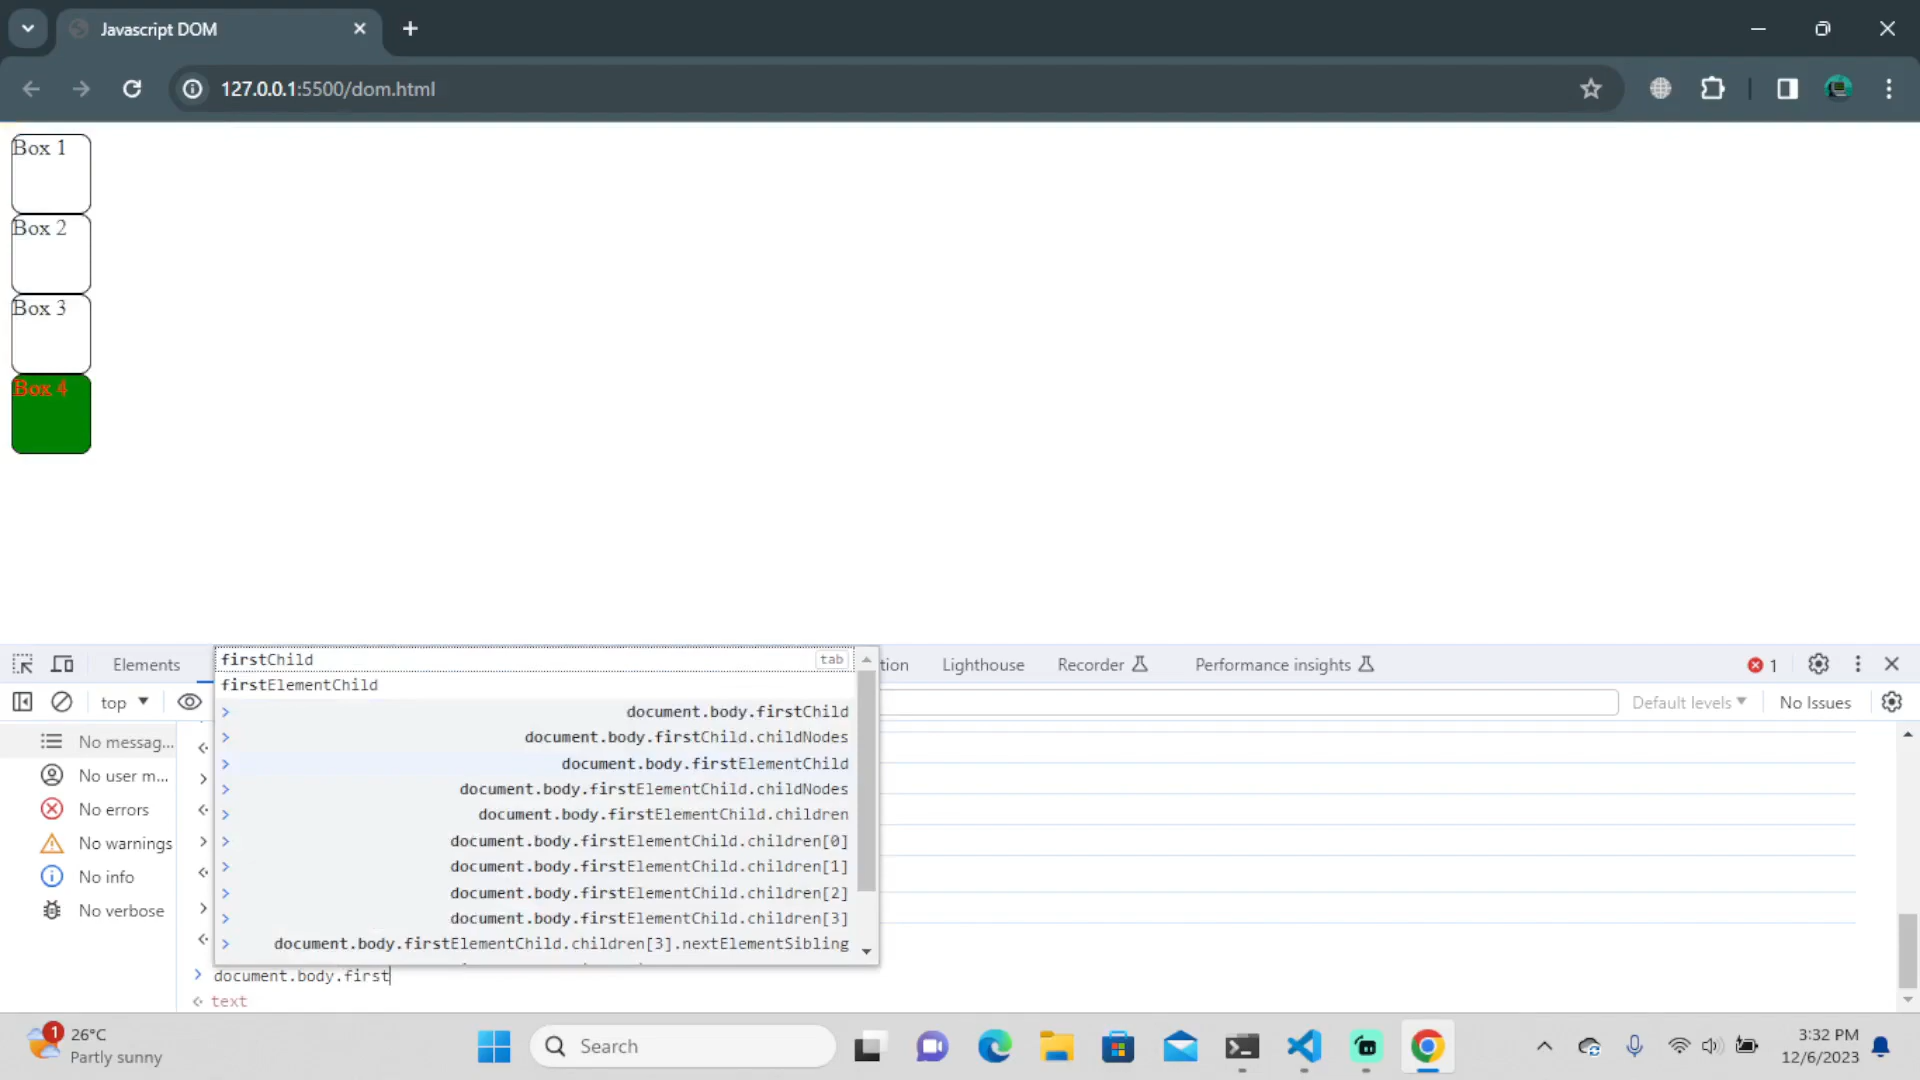 Javascript DOM
127.0.0.1:5500/dom.html
Box 1
Box 2
Box 3
Box 4
Elements
tion
Lighthouse
Recorder
Performance insights
1
top
Default levels
No Issues
firstChild
tab
firstElementChild
> document.body.firstChild
> document.body.firstChild.childNodes
> document.body.firstElementChild
> document.body.firstElementChild.childNodes
> document.body.firstElementChild.children
> document.body.firstElementChild.children[0]
> document.body.firstElementChild.children[1]
> document.body.firstElementChild.children[2]
> document.body.firstElementChild.children[3]
> document.body.firstElementChild.children[3].nextElementSibling
No messag...
No user m...
No errors
No warnings
No info
No verbose
> document.body.first
text
1
26°C
Partly sunny
Search
3:32 PM
12/6/2023